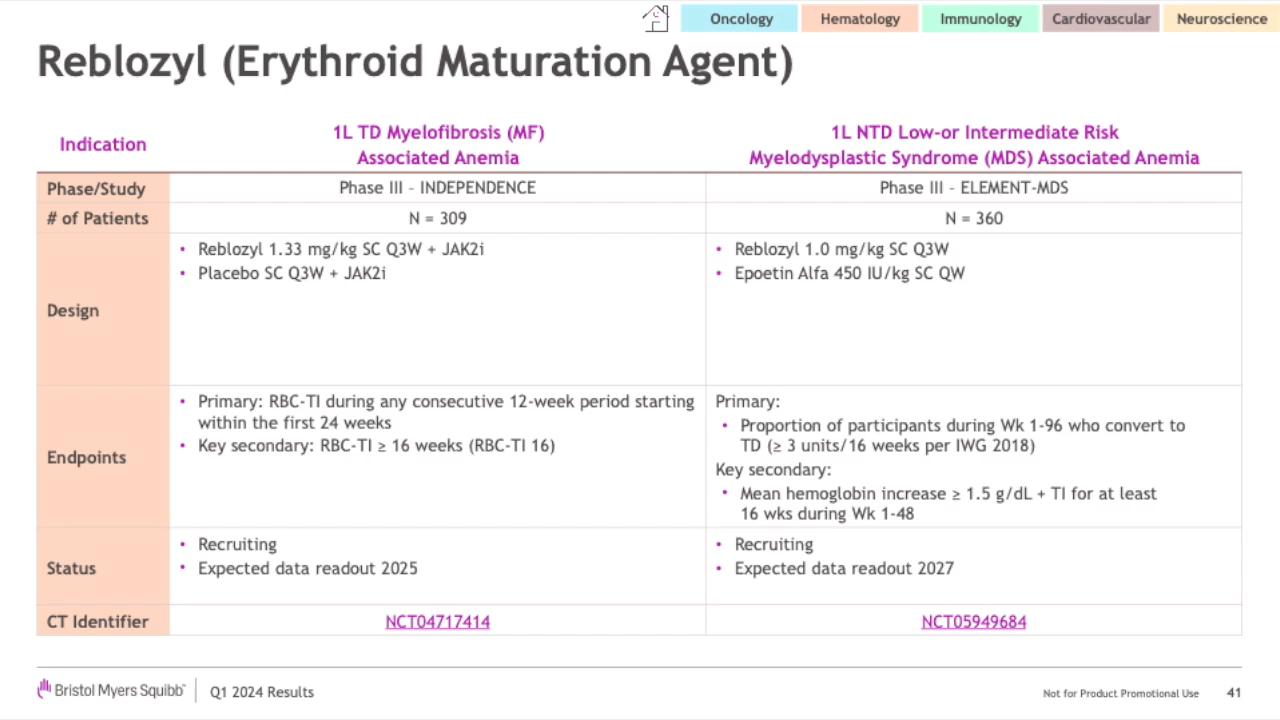 Oncology Hematology Immunology Cardiovascular Neuroscience
Reblozyl (Erythroid Maturation Agent)
Indication
1L TD Myelofibrosis (MF)
Associated Anemia
1L NTD Low-or Intermediate Risk
Myelodysplastic Syndrome (MDS) Associated Anemia
Phase/Study
Phase III – INDEPENDENCE
Phase III – ELEMENT-MDS
# of Patients
N = 309
N = 360
Design
• Reblozyl 1.33 mg/kg SC Q3W + JAK2i
• Placebo SC Q3W + JAK2i
• Reblozyl 1.0 mg/kg SC Q3W
• Epoetin Alfa 450 IU/kg SC QW
Endpoints
• Primary: RBC-TI during any consecutive 12-week period starting
within the first 24 weeks
• Key secondary: RBC-TI ≥ 16 weeks (RBC-TI 16)
Primary:
• Proportion of participants during Wk 1-96 who convert to
TD (≥ 3 units/16 weeks per IWG 2018)
Key secondary:
• Mean hemoglobin increase ≥ 1.5 g/dL + TI for at least
16 wks during Wk 1-48
Status
• Recruiting
• Expected data readout 2025
• Recruiting
• Expected data readout 2027
CT Identifier
NCT04717414
NCT05949684
Bristol Myers Squibb™
Q1 2024 Results
Not for Product Promotional Use
41